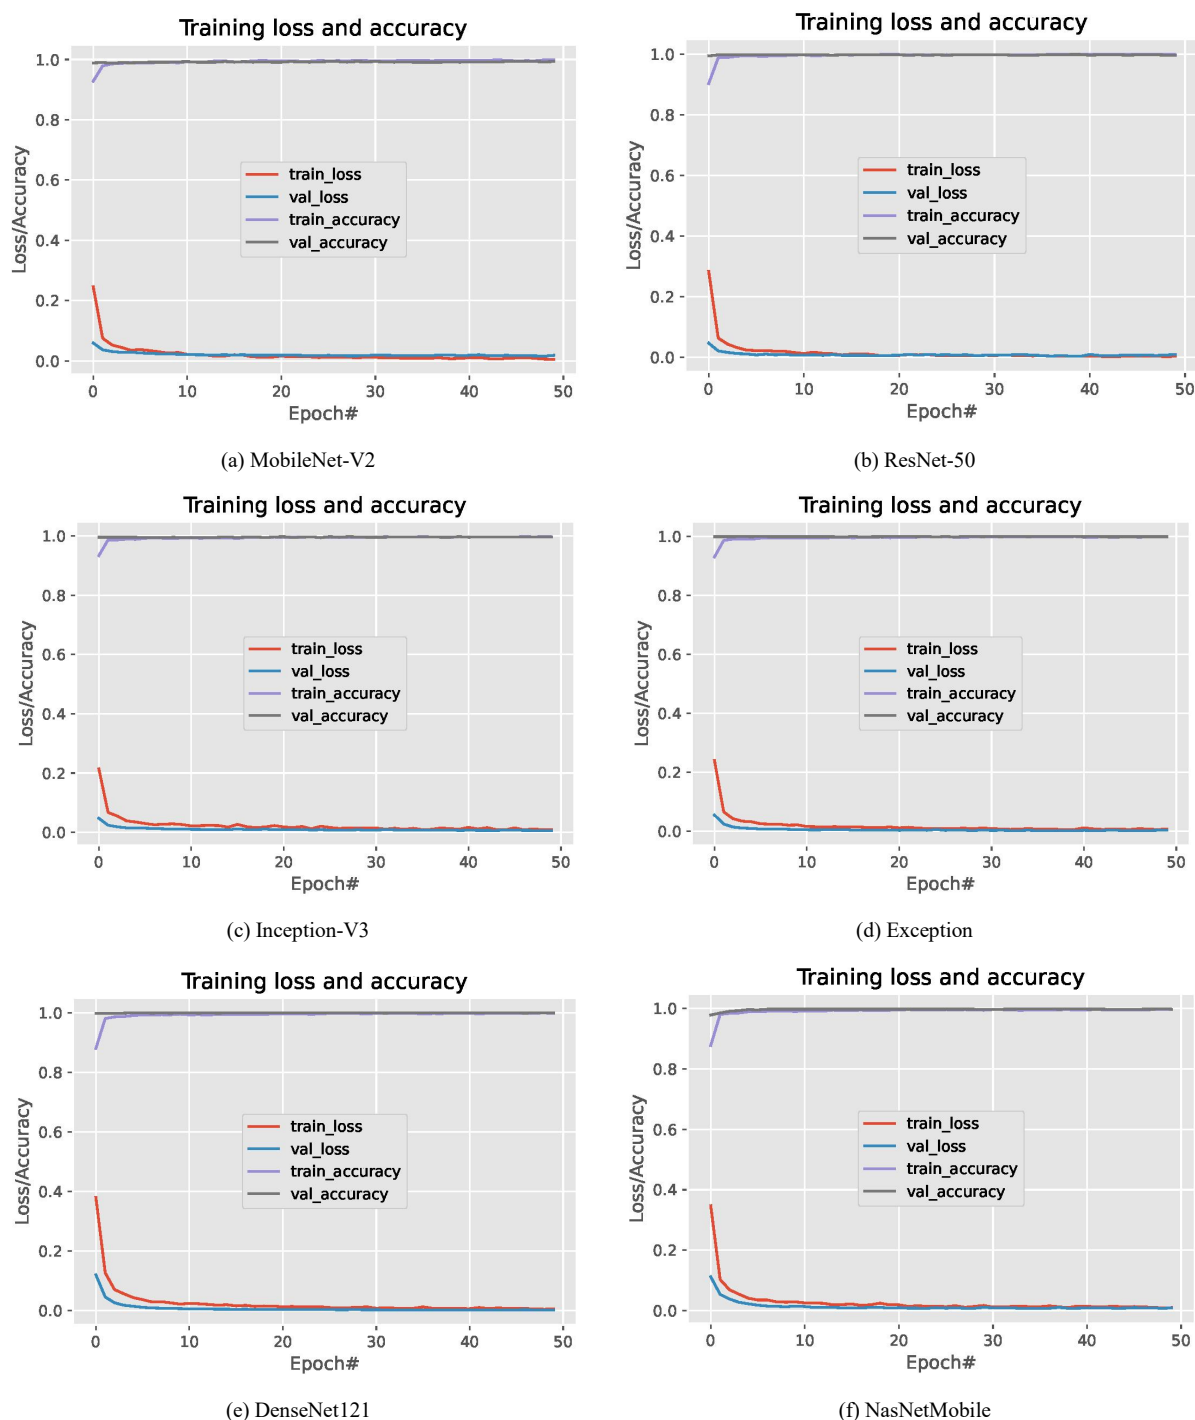 Training loss and accuracy
Loss/Accuracy
1.0
0.8
0.6
0.4
0.2
0.0
train_loss
val_loss
train_accuracy
val_accuracy
0 10 20 30 40 50
Epoch#
(a) MobileNet-V2
Training loss and accuracy
Loss/Accuracy
1.0
0.8
0.6
0.4
0.2
0.0
train_loss
val_loss
train_accuracy
val_accuracy
0 10 20 30 40 50
Epoch#
(b) ResNet-50
Training loss and accuracy
Loss/Accuracy
1.0
0.8
0.6
0.4
0.2
0.0
train_loss
val_loss
train_accuracy
val_accuracy
0 10 20 30 40 50
Epoch#
(c) Inception-V3
Training loss and accuracy
Loss/Accuracy
1.0
0.8
0.6
0.4
0.2
0.0
train_loss
val_loss
train_accuracy
val_accuracy
0 10 20 30 40 50
Epoch#
(d) Exception
Training loss and accuracy
Loss/Accuracy
1.0
0.8
0.6
0.4
0.2
0.0
train_loss
val_loss
train_accuracy
val_accuracy
0 10 20 30 40 50
Epoch#
(e) DenseNet121
Training loss and accuracy
Loss/Accuracy
1.0
0.8
0.6
0.4
0.2
0.0
train_loss
val_loss
train_accuracy
val_accuracy
0 10 20 30 40 50
Epoch#
(f) NasNetMobile